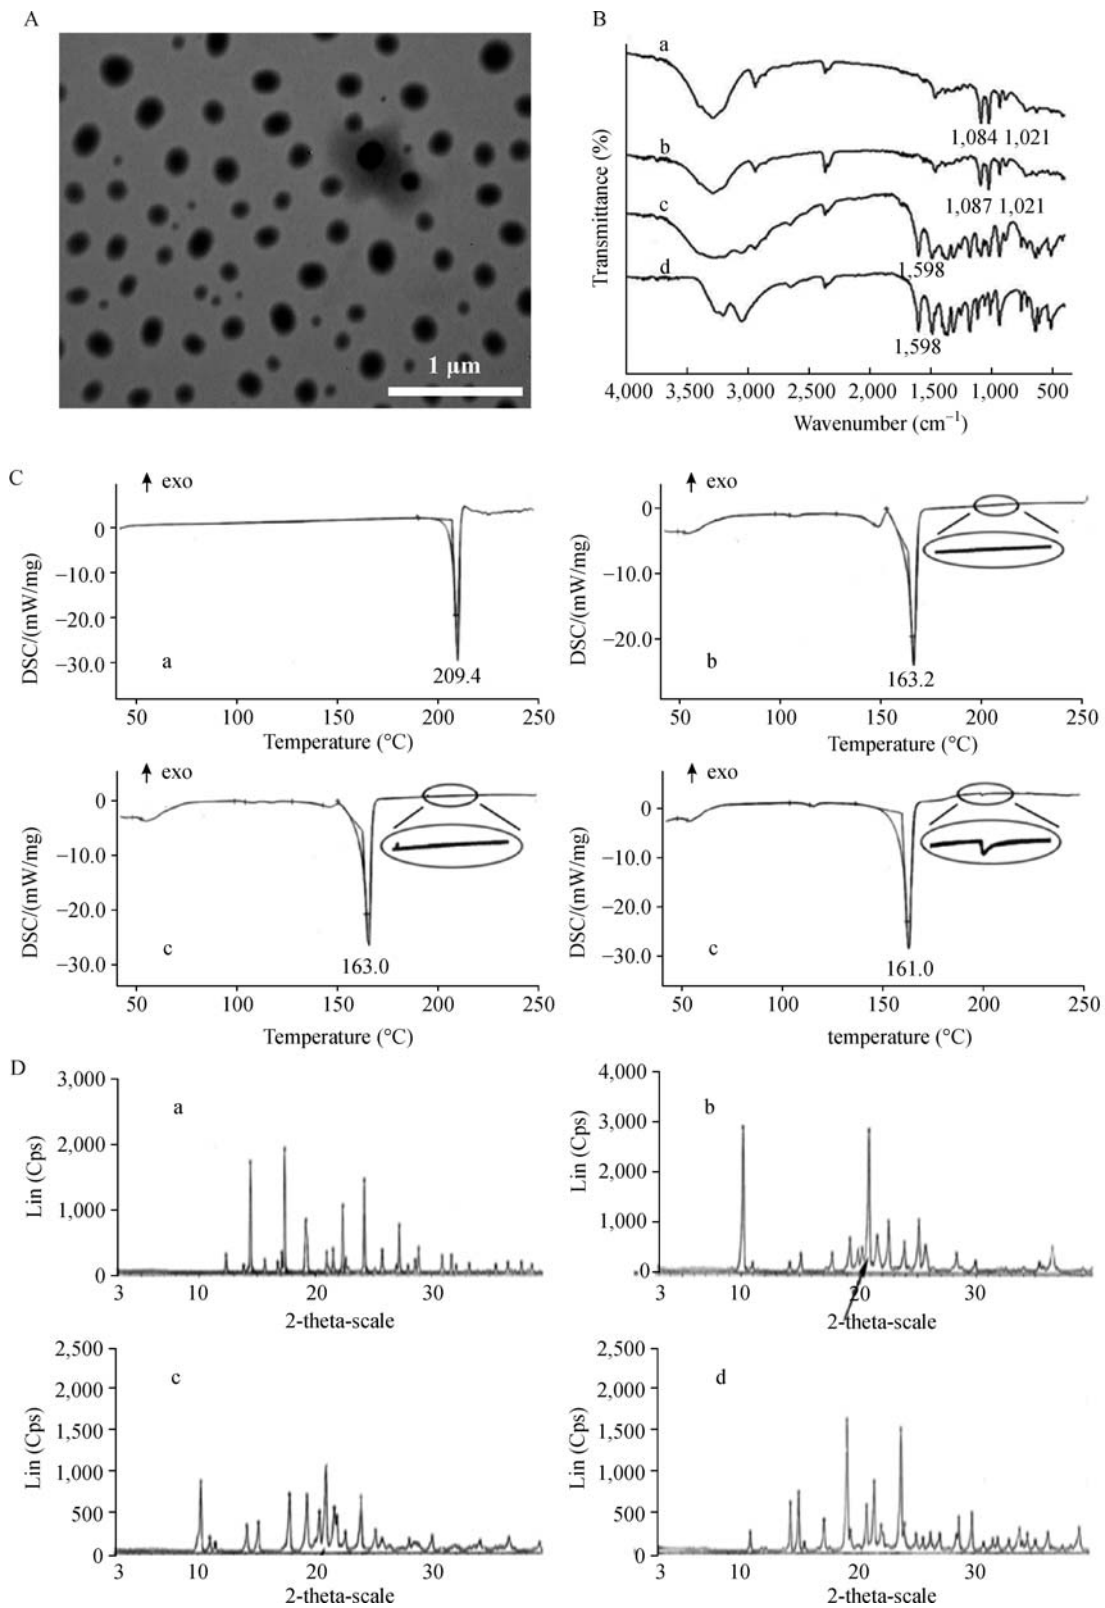 A
1 µm
B
Transmittance (%)
a
1,084 1,021
b
1,087 1,021
c
1,598
d
1,598
4,000 3,500 3,000 2,500 2,000 1,500 1,000 500
Wavenumber (cm⁻¹)
C
exo
DSC/(mW/mg)
0
−10.0
−20.0
−30.0
a
209.4
50 100 150 200 250
Temperature (°C)
exo
DSC/(mW/mg)
0
−10.0
−20.0
b
163.2
50 100 150 200 250
Temperature (°C)
exo
DSC/(mW/mg)
0
−10.0
−20.0
−30.0
c
163.0
50 100 150 200 250
Temperature (°C)
exo
DSC/(mW/mg)
0
−10.0
−20.0
−30.0
c
161.0
50 100 150 200 250
temperature (°C)
D
Lin (Cps)
3,000
2,000
1,000
0
a
3 10 20 30
2-theta-scale
Lin (Cps)
4,000
3,000
2,000
1,000
0
b
3 10 20 30
2-theta-scale
Lin (Cps)
2,500
2,000
1,500
1,000
500
0
c
3 10 20 30
2-theta-scale
Lin (Cps)
2,500
2,000
1,500
1,000
500
0
d
3 10 20 30
2-theta-scale